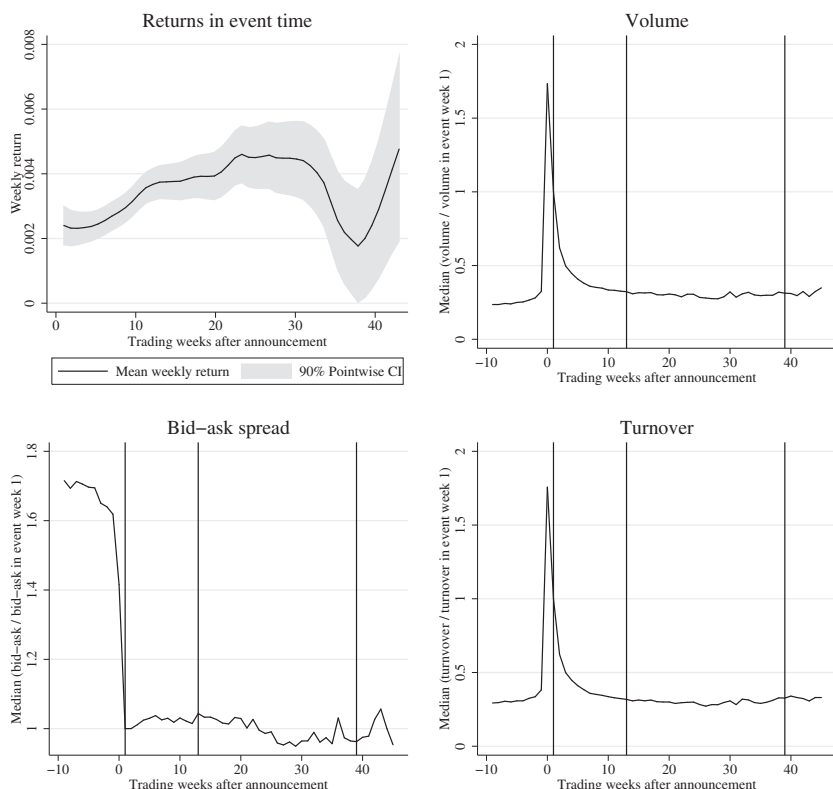 Returns in event time
Weekly return
0.008
0.006
0.004
0.002
0
0 10 20 30 40
Trading weeks after announcement
Mean weekly return 90% Pointwise CI
Volume
Median (volume / volume in event week 1)
2
1.5
1
0.5
0
−10 0 10 20 30 40
Trading weeks after announcement
Bid−ask spread
Median (bid−ask / bid−ask in event week 1)
1.8
1.6
1.4
1.2
1
−10 0 10 20 30 40
Trading weeks after announcement
Turnover
Median (turnvover / turnover in event week 1)
2
1.5
1
0.5
0
−10 0 10 20 30 40
Trading weeks after announcement